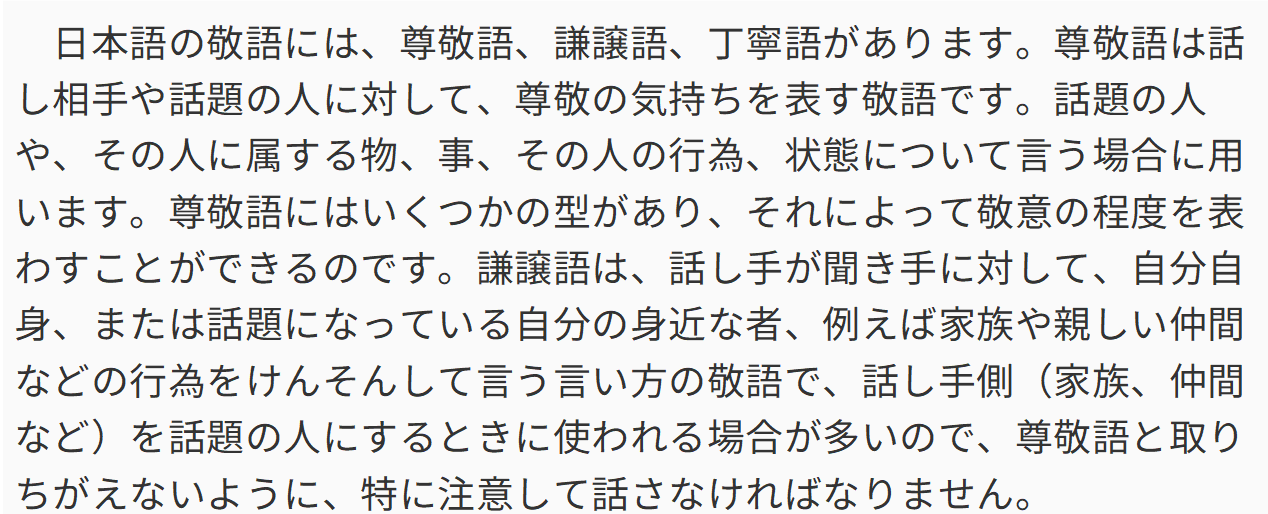 日本語の敬語には、尊敬語、謙譲語、丁寧語があります。尊敬語は話
し相手や話題の人に対して、尊敬の気持ちを表す敬語です。話題の人
や、その人に属する物、事、その人の行為、状態について言う場合に用
います。尊敬語にはいくつかの型があり、それによって敬意の程度を表
わすことができるのです。謙譲語は、話し手が聞き手に対して、自分自
身、または話題になっている自分の身近な者、例えば家族や親しい仲間
などの行為をけんそんして言う言い方の敬語で、話し手側（家族、仲間
など）を話題の人にするときに使われる場合が多いので、尊敬語と取り
ちがえないように、特に注意して話さなければなりません。